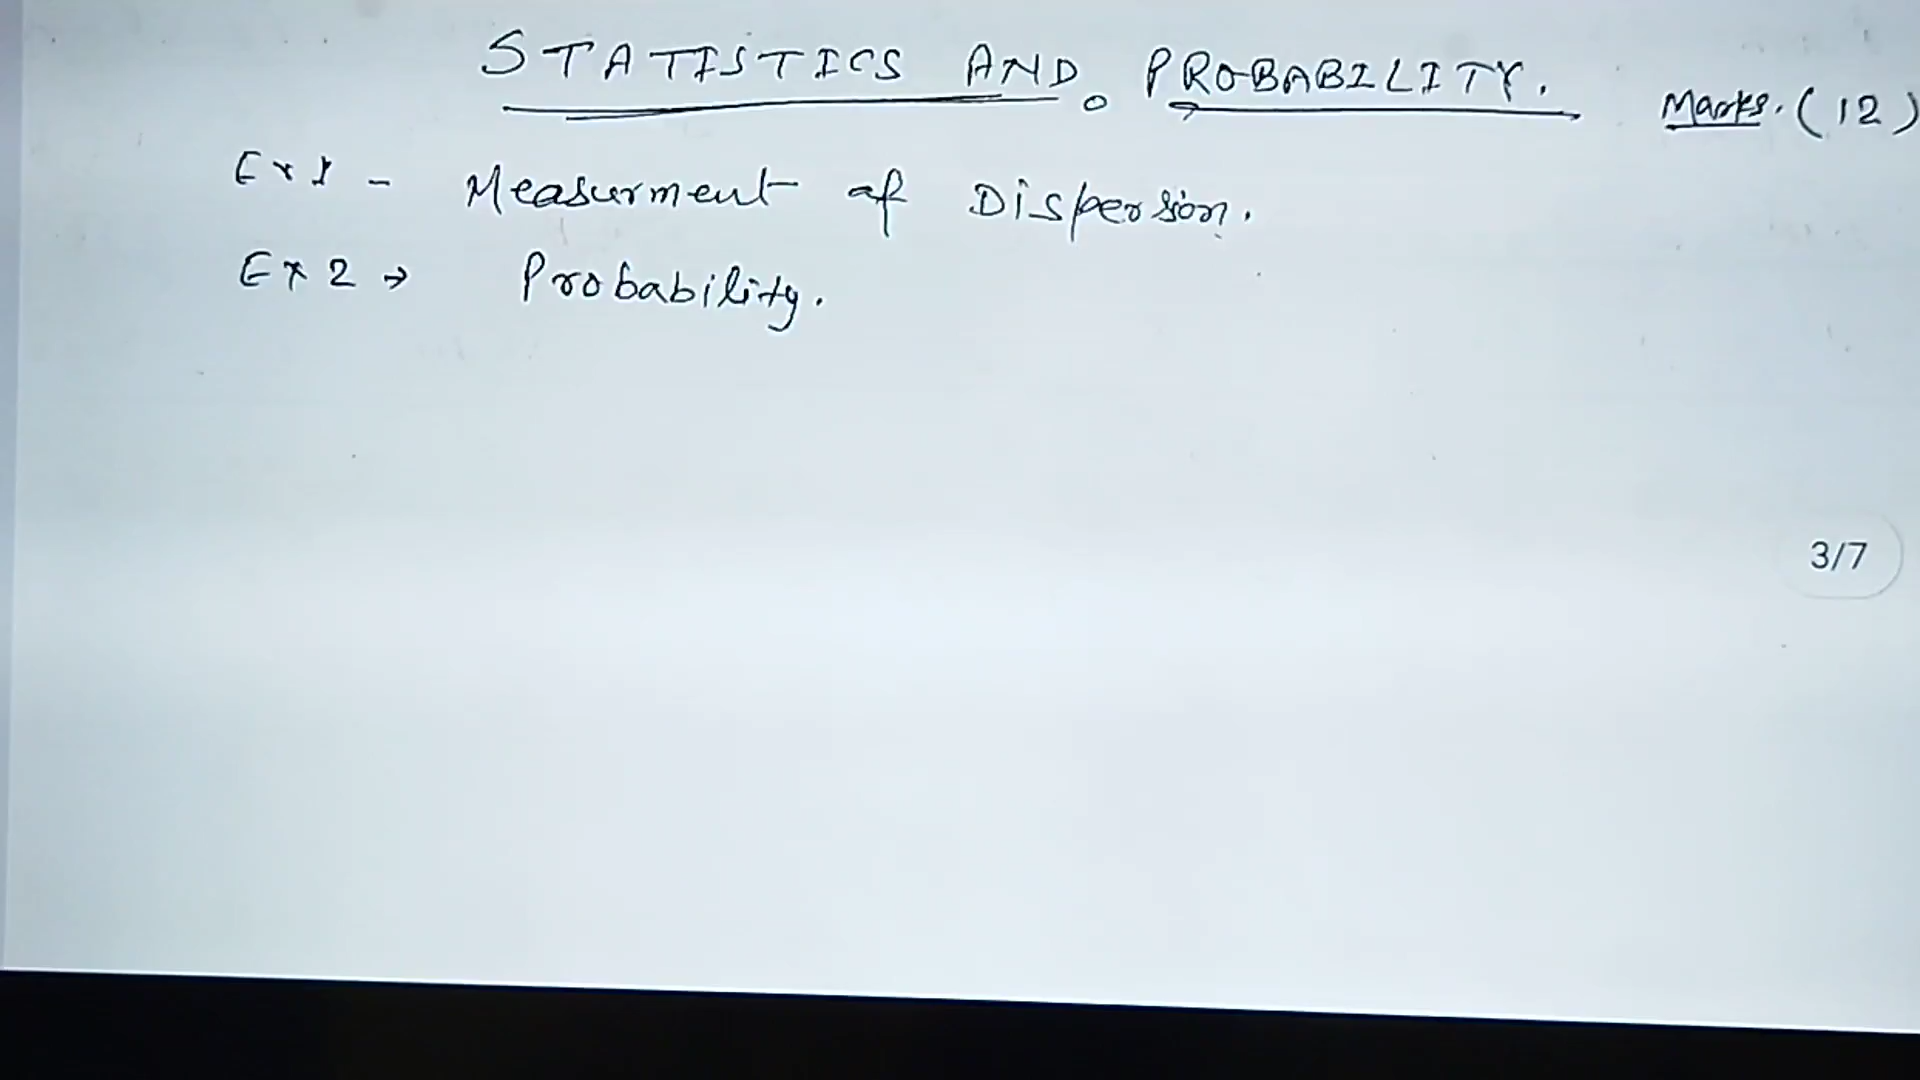 STATISTICS AND PROBABILITY.
Marks. (12)
Ex 1 - Measurment of Dispersion.
Ex 2 → Probability.
3/7